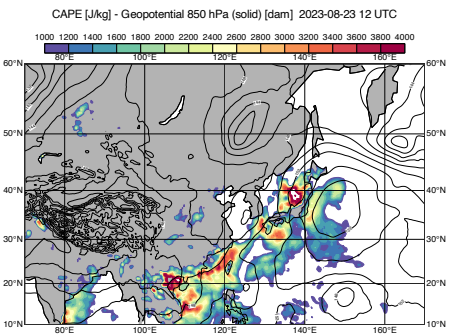 CAPE [J/kg] - Geopotential 850 hPa (solid) [dam] 2023-08-23 12 UTC
1000 1200 1400 1600 1800 2000 2200 2400 2600 2800 3000 3200 3400 3600 3800 4000
80°E 100°E 120°E 140°E 160°E
60°N 60°N
50°N 50°N
40°N 40°N
30°N 30°N
20°N 20°N
10°N 10°N
80°E 100°E 120°E 140°E 160°E